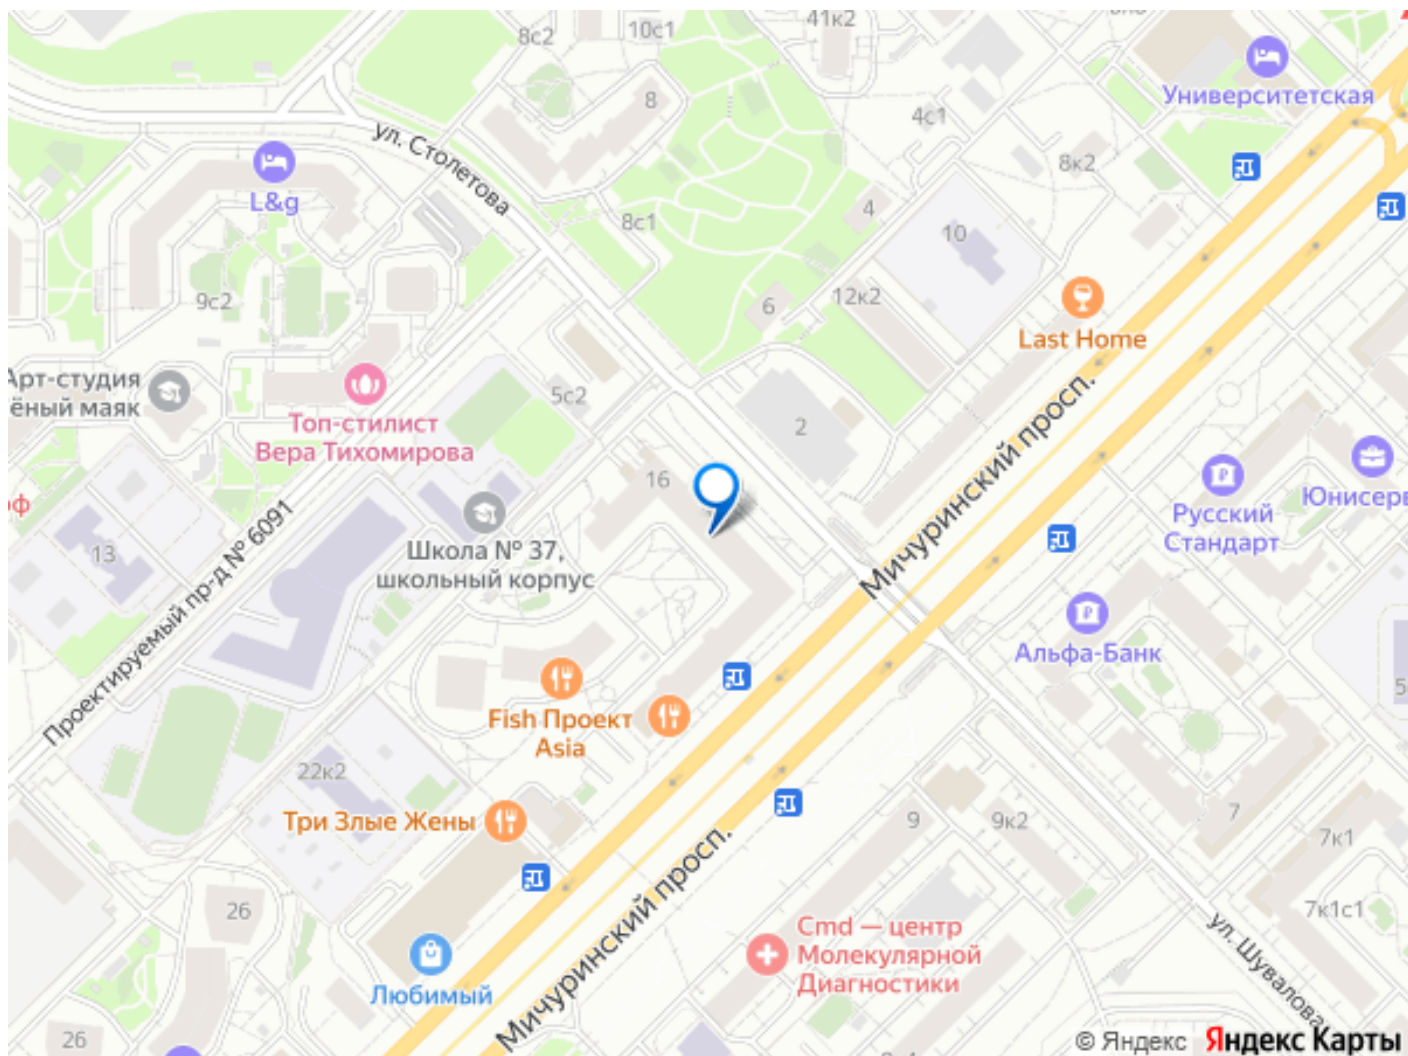 41к2
10с1
8с2
Университетская
8
4с1
ул. Столетова
8к2
L&g
4
8с1
10
9с2
6
12к2
Last Home
Арт-студия
ёный маяк
5с2
Топ-стилист
Вера Тихомирова
2
Мичуринский просп.
16
Юнисерв
Русский
Стандарт
оф
13
Школа № 37,
школьный корпус
Проектируемый пр-д № 6091
Альфа-Банк
5
Fish Проект
Asia
22к2
Три Злые Жены
9
9к2
7
7к1
Мичуринский просп.
26
7к1с1
Cmd — центр
Молекулярной
Диагностики
ул. Шувалова
Любимый
26
© Яндекс Яндекс Карты